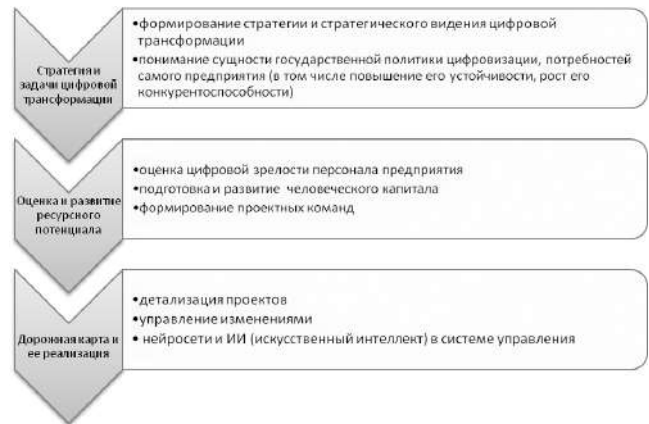 Стратегия и
задачи цифровой
трансформации
•формирование стратегии и стратегического видения цифровой
трансформации
•понимание сущности государственной политики цифровизации, потребностей
самого предприятия (в том числе повышение его устойчивости, рост его
конкурентоспособности)
Оценка и развитие
ресурсного
потенциала
•оценка цифровой зрелости персонала предприятия
•подготовка и развитие человеческого капитала
•формирование проектных команд
Дорожная карта и
ее реализация
•детализация проектов
•управление изменениями
• нейросети и ИИ (искусственный интеллект) в системе управления